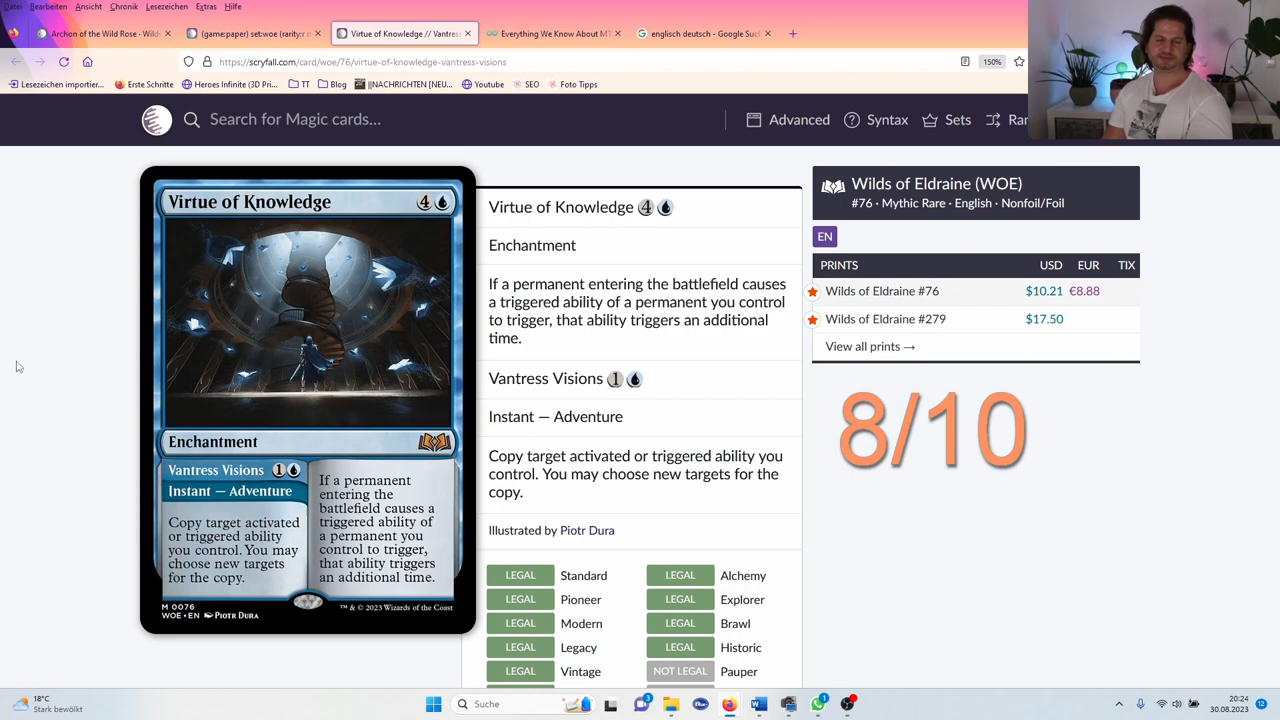 Datei Bearbeiten Ansicht Chronik Lesezeichen Extras Hilfe
Archon of the Wild Rose · Wilds
(game:paper) set:woe (rarity:r
Virtue of Knowledge // Vantress
Everything We Know About MT
englisch deutsch - Google Such
https://scryfall.com/card/woe/76/virtue-of-knowledge-vantress-visions
150%
Lesezeichen importier... Erste Schritte Heroes Infinite (3D Pri... TT Blog ||NACHRICHTEN [NEU... Youtube SEO Foto Tipps
Search for Magic cards...
Advanced
Syntax
Sets
Ran
Virtue of Knowledge 4
Enchantment
Vantress Visions 1
Instant — Adventure
Copy target activated
or triggered ability
you control. You may
choose new targets
for the copy.
If a permanent
entering the
battlefield causes
a triggered ability of
a permanent you
control to trigger,
that ability triggers
an additional time.
M 0076
WOE • EN Piotr Dura
™ & © 2023 Wizards of the Coast
Virtue of Knowledge 4
Enchantment
If a permanent entering the battlefield causes
a triggered ability of a permanent you control
to trigger, that ability triggers an additional
time.
Vantress Visions 1
Instant — Adventure
Copy target activated or triggered ability you
control. You may choose new targets for the
copy.
Illustrated by Piotr Dura
LEGAL Standard LEGAL Alchemy
LEGAL Pioneer LEGAL Explorer
LEGAL Modern LEGAL Brawl
LEGAL Legacy LEGAL Historic
LEGAL Vintage NOT LEGAL Pauper
Wilds of Eldraine (WOE)
#76 · Mythic Rare · English · Nonfoil/Foil
EN
PRINTS USD EUR TIX
Wilds of Eldraine #76 $10.21 €8.88
Wilds of Eldraine #279 $17.50
View all prints →
8/10
18°C
Stark bewölkt
Suche
3
1
20:24
30.08.2023
12